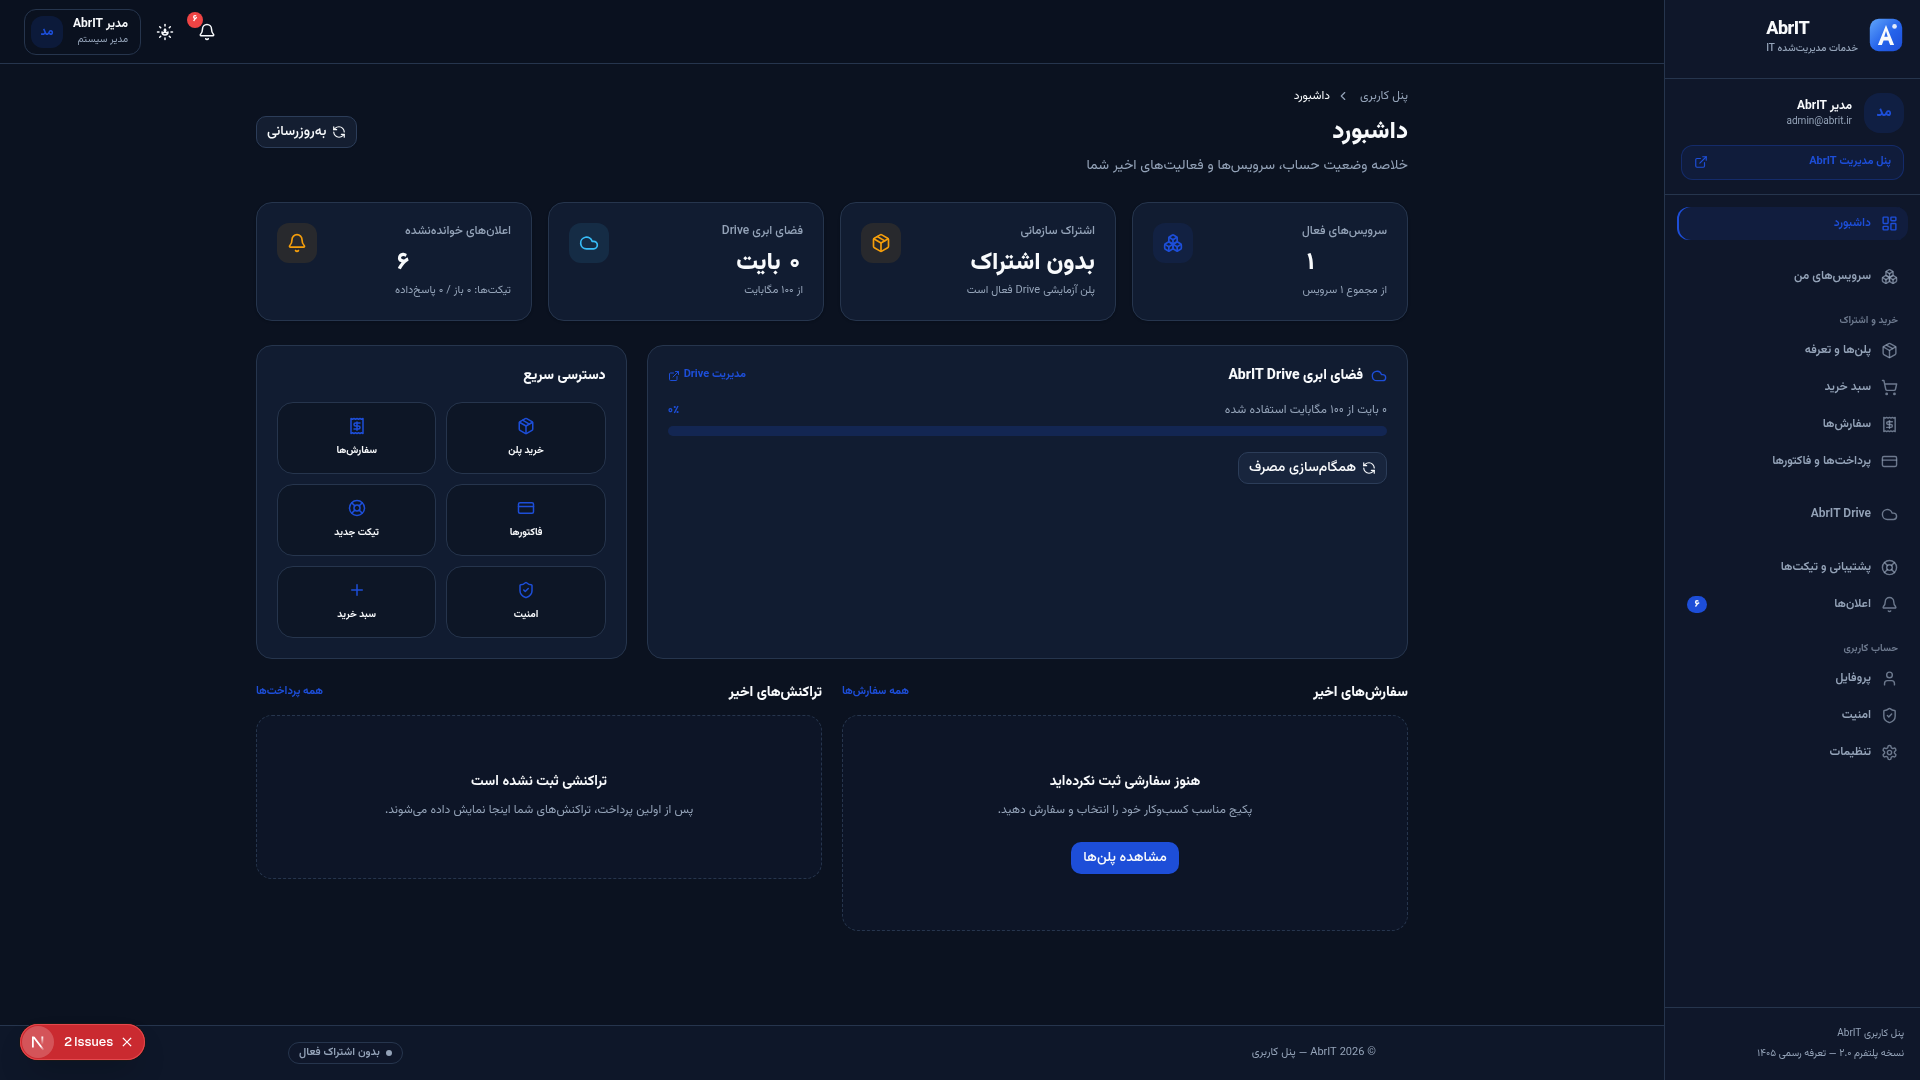 AbrIT
خدمات مدیریت‌شده IT
مد
مدیر AbrIT
admin@abrit.ir
پنل مدیریت AbrIT
داشبورد
سرویس‌های من
خرید و اشتراک
پلن‌ها و تعرفه
سبد خرید
سفارش‌ها
پرداخت‌ها و فاکتورها
AbrIT Drive
پشتیبانی و تیکت‌ها
اعلان‌ها
۶
حساب کاربری
پروفایل
امنیت
تنظیمات
پنل کاربری AbrIT
نسخه پلتفرم ۲.۰ — تعرفه رسمی ۱۴۰۵
۶
مدیر AbrIT
مدیر سیستم
مد
پنل کاربری
داشبورد
داشبورد
خلاصه وضعیت حساب، سرویس‌ها و فعالیت‌های اخیر شما
به‌روزرسانی
سرویس‌های فعال
۱
از مجموع ۱ سرویس
اشتراک سازمانی
بدون اشتراک
پلن آزمایشی Drive فعال است
فضای ابری Drive
۰ بایت
از ۱۰۰ مگابایت
اعلان‌های خوانده‌نشده
۶
تیکت‌ها: ۰ باز / ۰ پاسخ‌داده
فضای ابری AbrIT Drive
مدیریت Drive
۰ بایت از ۱۰۰ مگابایت استفاده شده
۰٪
همگام‌سازی مصرف
دسترسی سریع
خرید پلن
سفارش‌ها
فاکتورها
تیکت جدید
امنیت
سبد خرید
سفارش‌های اخیر
همه سفارش‌ها
هنوز سفارشی ثبت نکرده‌اید
پکیج مناسب کسب‌وکار خود را انتخاب و سفارش دهید.
مشاهده پلن‌ها
تراکنش‌های اخیر
همه پرداخت‌ها
تراکنشی ثبت نشده است
پس از اولین پرداخت، تراکنش‌های شما اینجا نمایش داده می‌شوند.
© 2026 AbrIT — پنل کاربری
بدون اشتراک فعال
N
2 Issues